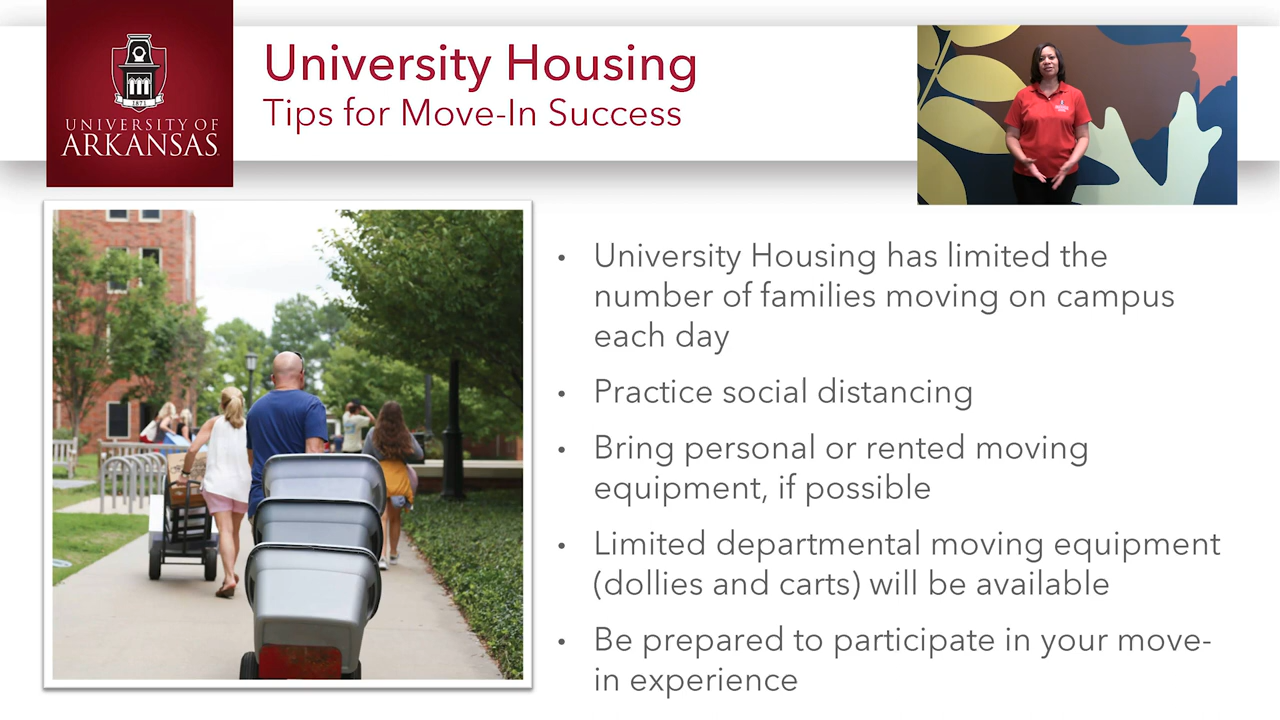 1871
UNIVERSITY OF
ARKANSAS
University Housing
Tips for Move-In Success
• University Housing has limited the
number of families moving on campus
each day
• Practice social distancing
• Bring personal or rented moving
equipment, if possible
• Limited departmental moving equipment
(dollies and carts) will be available
• Be prepared to participate in your move-
in experience